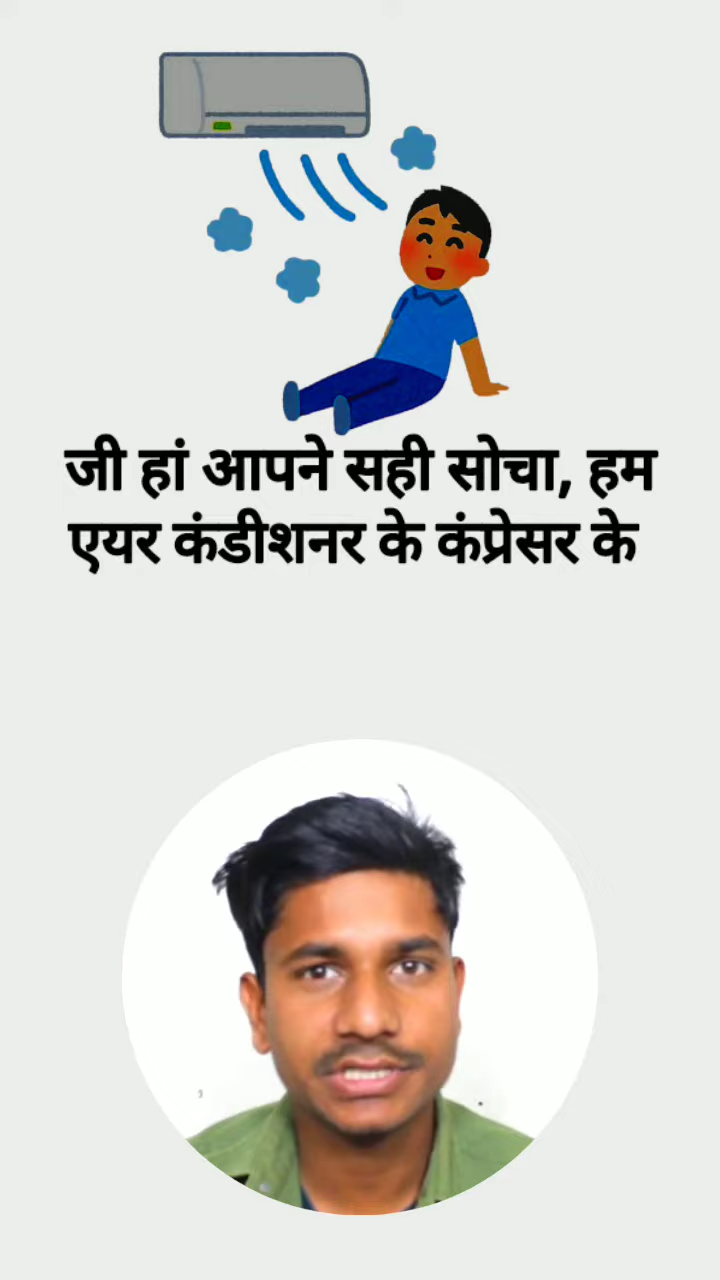 जी हां आपने सही सोचा, हम
एयर कंडीशनर के कंप्रेसर के